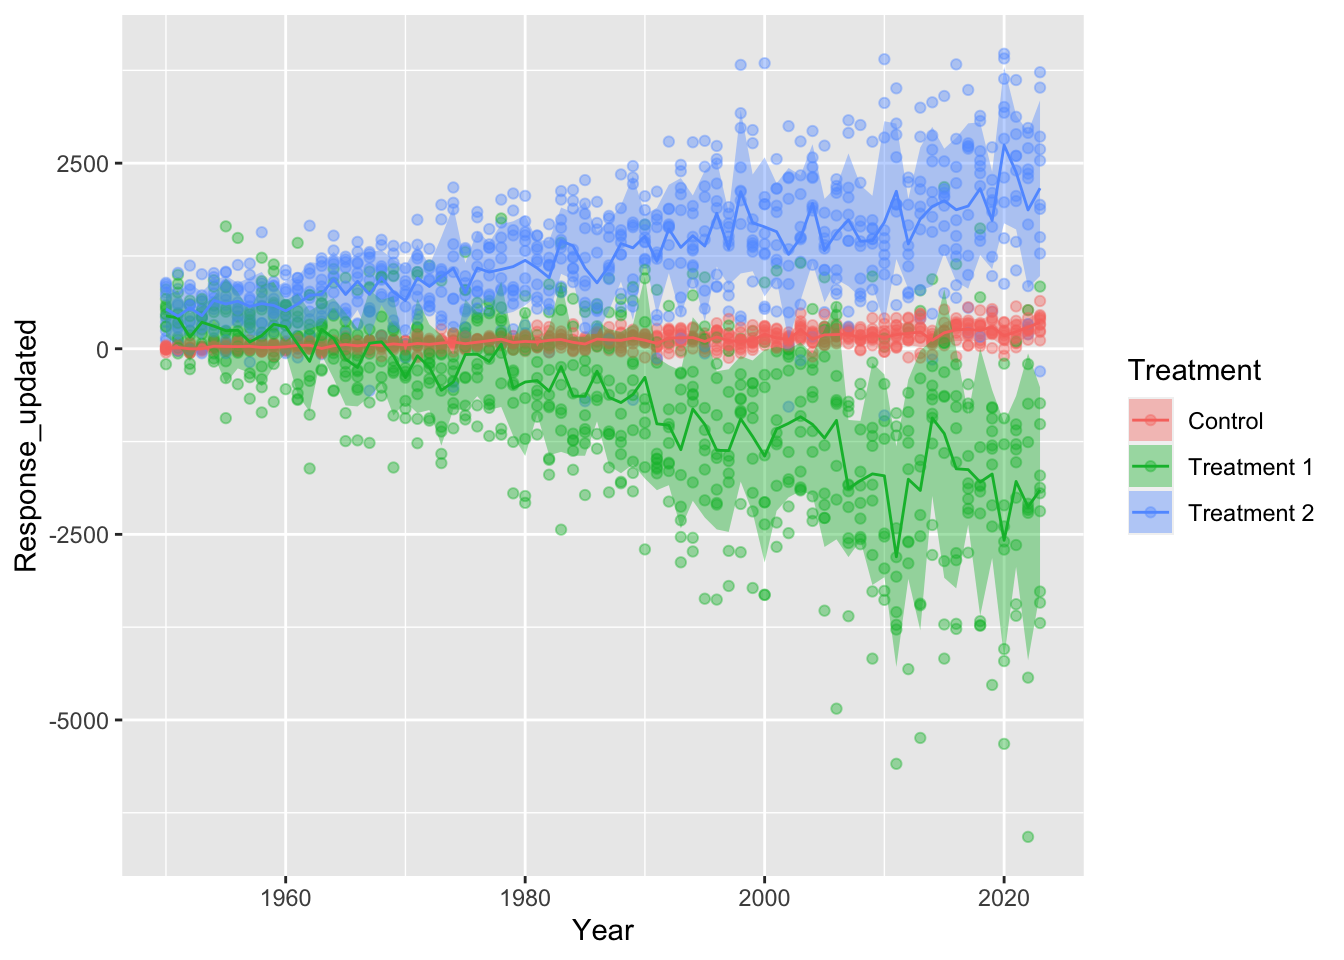 Response_updated
2500
0
-2500
-5000
1960
1980
2000
2020
Year
Treatment
Control
Treatment 1
Treatment 2